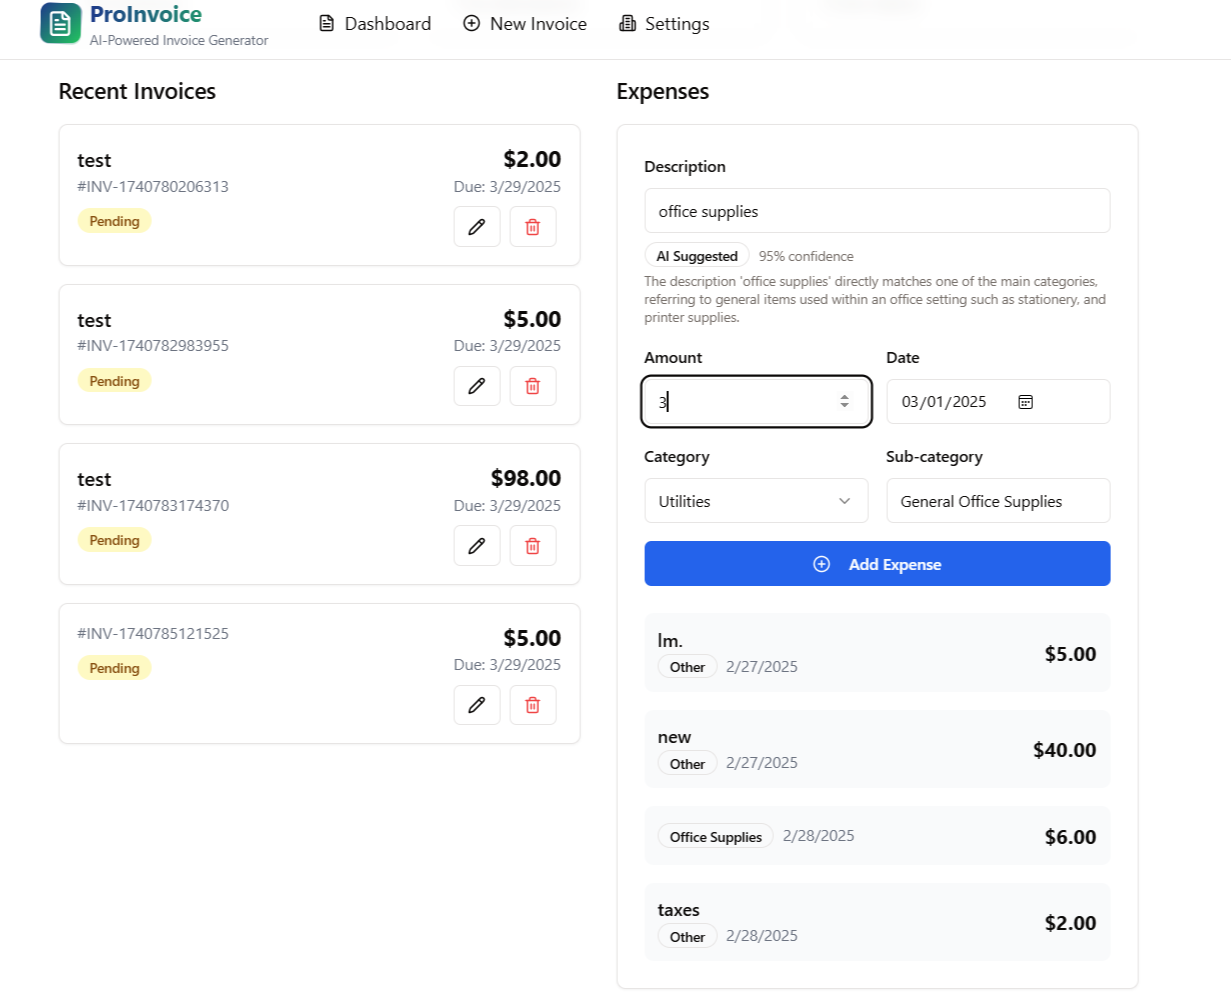 ProInvoice
AI-Powered Invoice Generator
Dashboard
New Invoice
Settings
Recent Invoices
test
$2.00
#INV-1740780206313
Due: 3/29/2025
Pending
test
$5.00
#INV-1740782983955
Due: 3/29/2025
Pending
test
$98.00
#INV-1740783174370
Due: 3/29/2025
Pending
#INV-1740785121525
$5.00
Due: 3/29/2025
Pending
Expenses
Description
office supplies
AI Suggested 95% confidence
The description 'office supplies' directly matches one of the main categories,
referring to general items used within an office setting such as stationery, and
printer supplies.
Amount
3
Date
03/01/2025
Category
Utilities
Sub-category
General Office Supplies
Add Expense
lm.
Other 2/27/2025
$5.00
new
Other 2/27/2025
$40.00
Office Supplies 2/28/2025
$6.00
taxes
Other 2/28/2025
$2.00